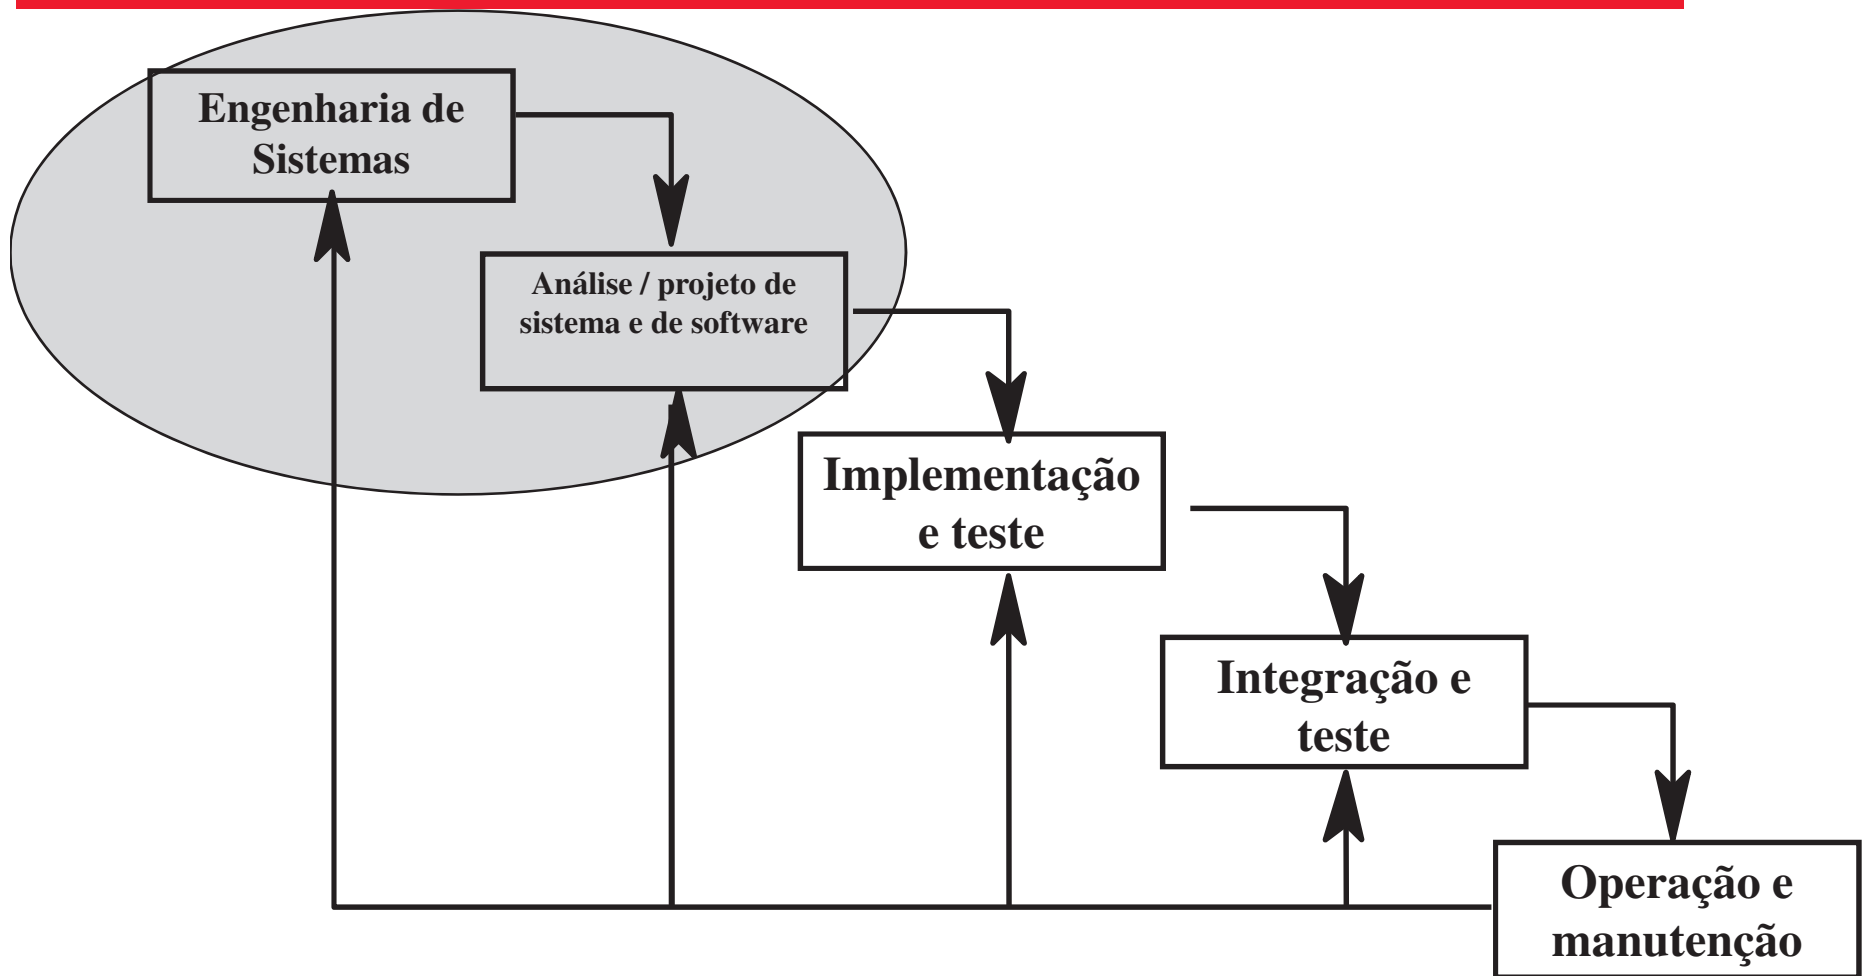 Engenharia de
Sistemas
Análise / projeto de
sistema e de software
Implementação
e teste
Integração e
teste
Operação e
manutenção